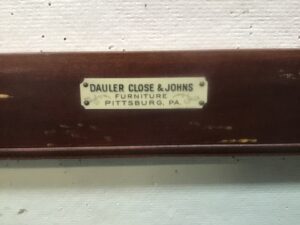 DAULER CLOSE & JOHNS
FURNITURE
PITTSBURG, PA.